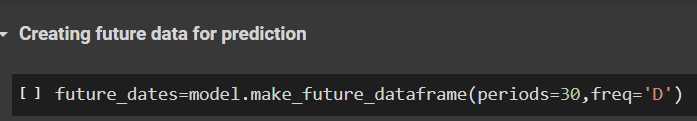 Creating future data for prediction
[ ] future_dates=model.make_future_dataframe(periods=30,freq='D')